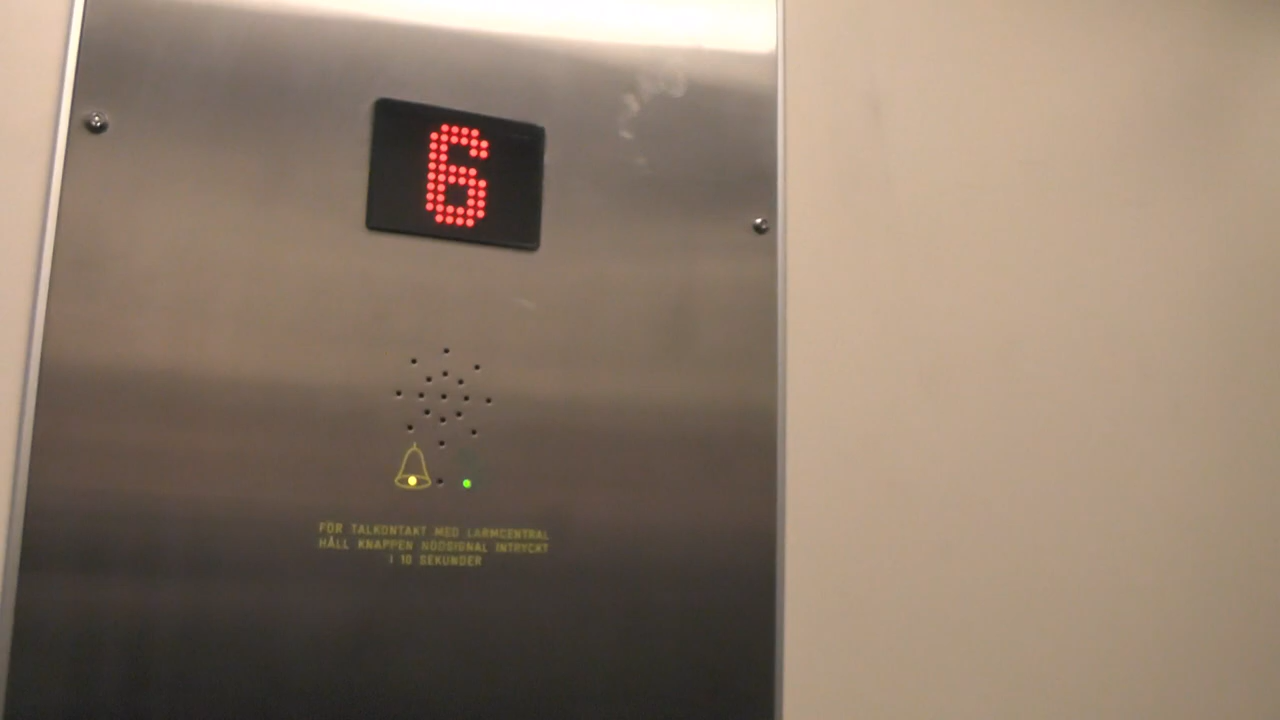 6
FÖR TALKONTAKT MED LARMCENTRAL
HÅLL KNAPPEN NÖDSIGNAL INTRYCKT
I 10 SEKUNDER